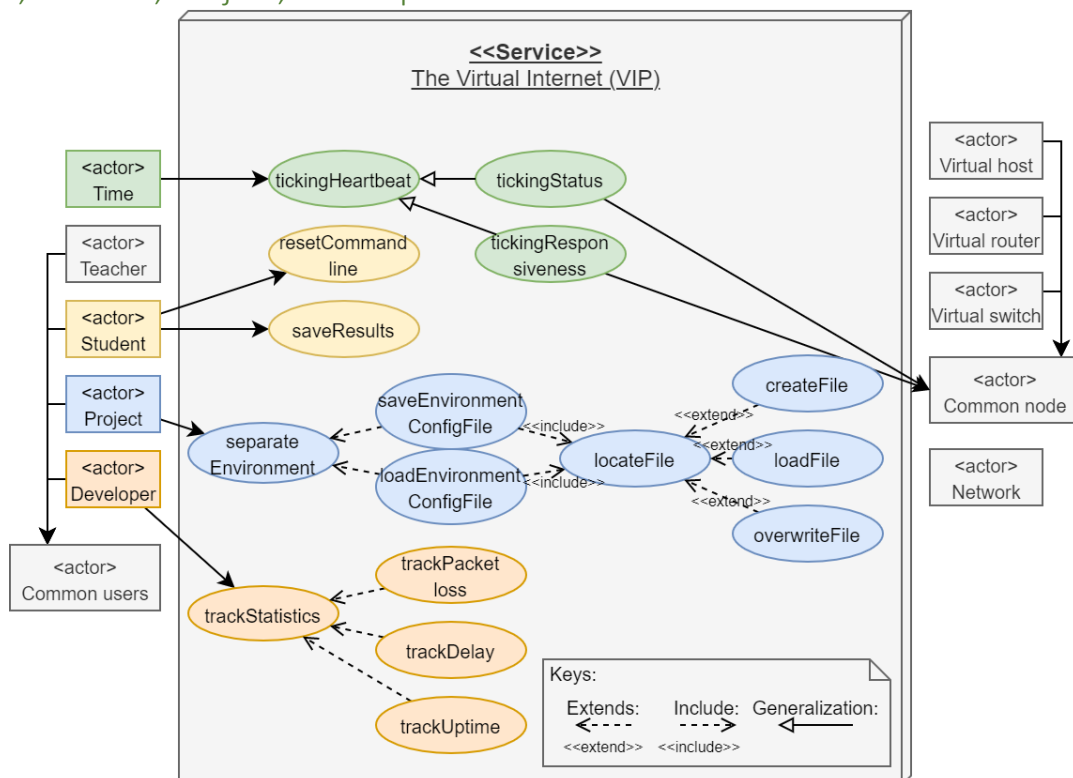 <<Service>>
The Virtual Internet (VIP)
<actor>
Time
tickingHeartbeat
tickingStatus
<actor>
Virtual host
<actor>
Teacher
resetCommand
line
tickingRespon
siveness
<actor>
Virtual router
<actor>
Student
saveResults
<actor>
Virtual switch
<actor>
Project
separate
Environment
saveEnvironment
ConfigFile
<<include>>
loadEnvironment
ConfigFile
<<include>>
locateFile
<<extend>>
createFile
<<extend>>
loadFile
<<extend>>
overwriteFile
<actor>
Common node
<actor>
Network
<actor>
Developer
<actor>
Common users
trackStatistics
trackPacket
loss
trackDelay
trackUptime
Keys:
Extends:
Include:
Generalization:
<<extend>>
<<include>>